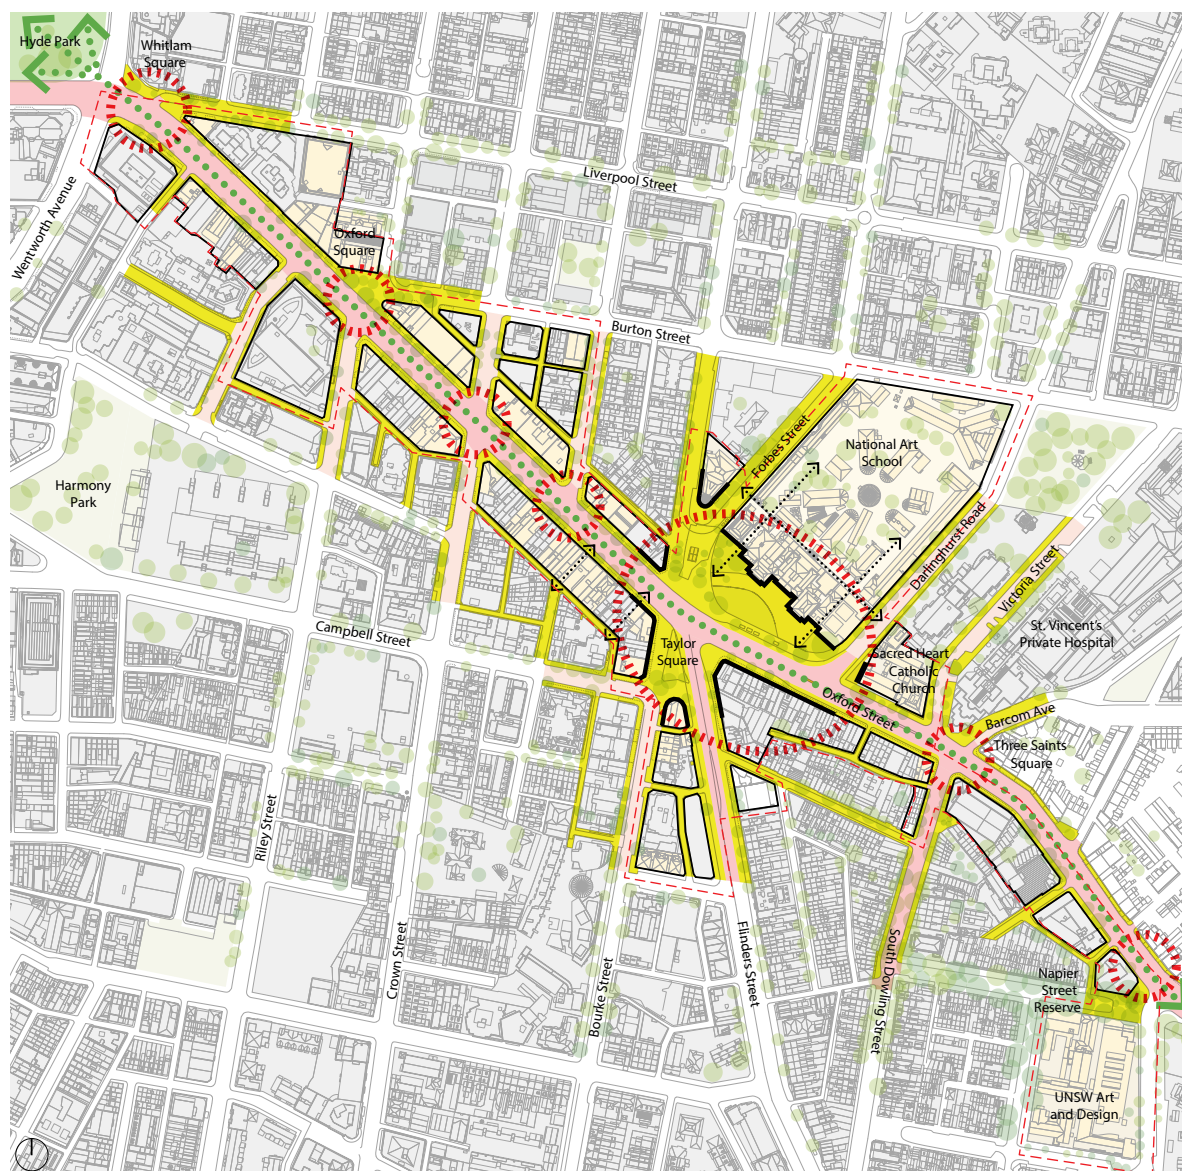 Hyde Park
Whitlam
Square
Liverpool Street
Wentworth Avenue
Oxford
Square
Burton Street
Forbes Street
National Art
School
Harmony
Park
Darlinghurst Road
Victoria Street
St. Vincent's
Private Hospital
Campbell Street
Taylor
Square
Sacred Heart
Catholic
Church
Oxford Street
Barcom Ave
Three Saints
Square
Riley Street
Crown Street
Bourke Street
Flinders Street
South Dowling Street
Napier
Street
Reserve
UNSW Art
and Design